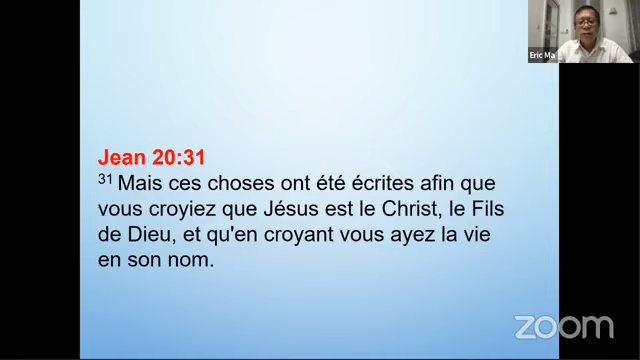 Eric Ma
Jean 20:31
31 Mais ces choses ont été écrites afin que
vous croyiez que Jésus est le Christ, le Fils
de Dieu, et qu'en croyant vous ayez la vie
en son nom.
zoom